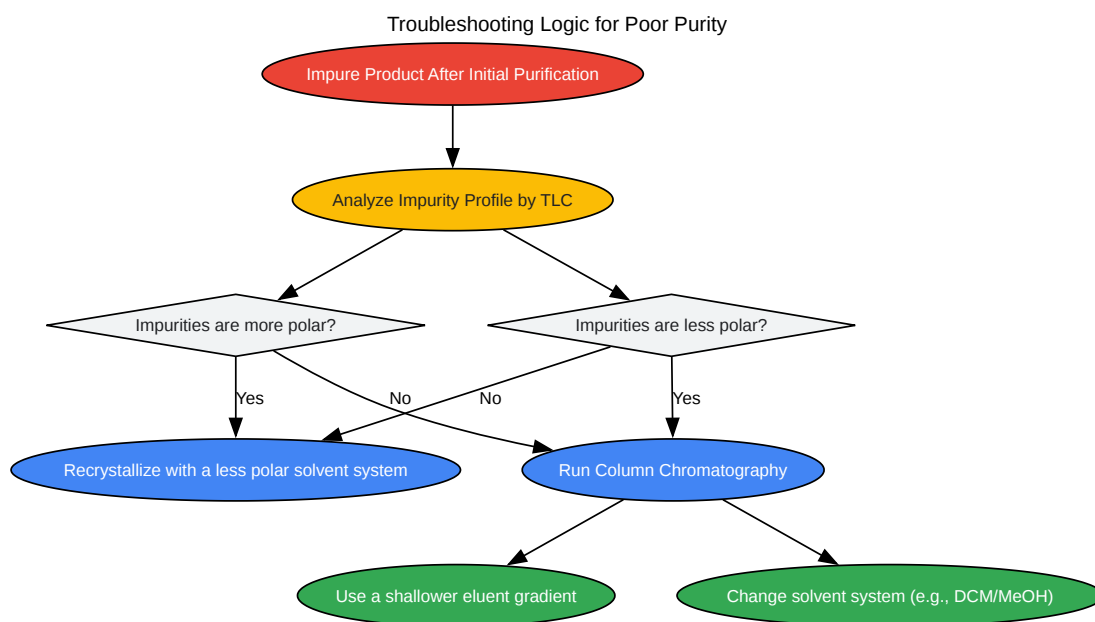 Troubleshooting Logic for Poor Purity
Impure Product After Initial Purification
Analyze Impurity Profile by TLC
Impurities are more polar?
Impurities are less polar?
Yes
No
No
Yes
Recrystallize with a less polar solvent system
Run Column Chromatography
Use a shallower eluent gradient
Change solvent system (e.g., DCM/MeOH)